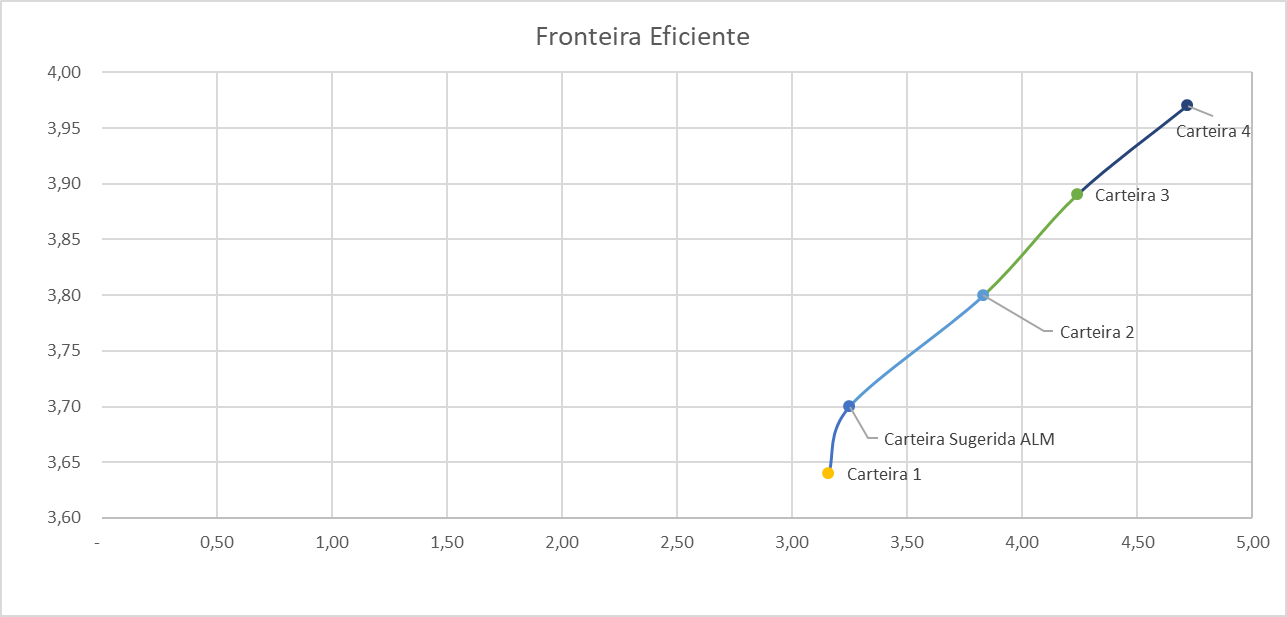 Fronteira Eficiente
4,00
3,95
Carteira 4
3,90
Carteira 3
3,85
3,80
Carteira 2
3,75
3,70
Carteira Sugerida ALM
3,65
Carteira 1
3,60
- 0,50 1,00 1,50 2,00 2,50 3,00 3,50 4,00 4,50 5,00